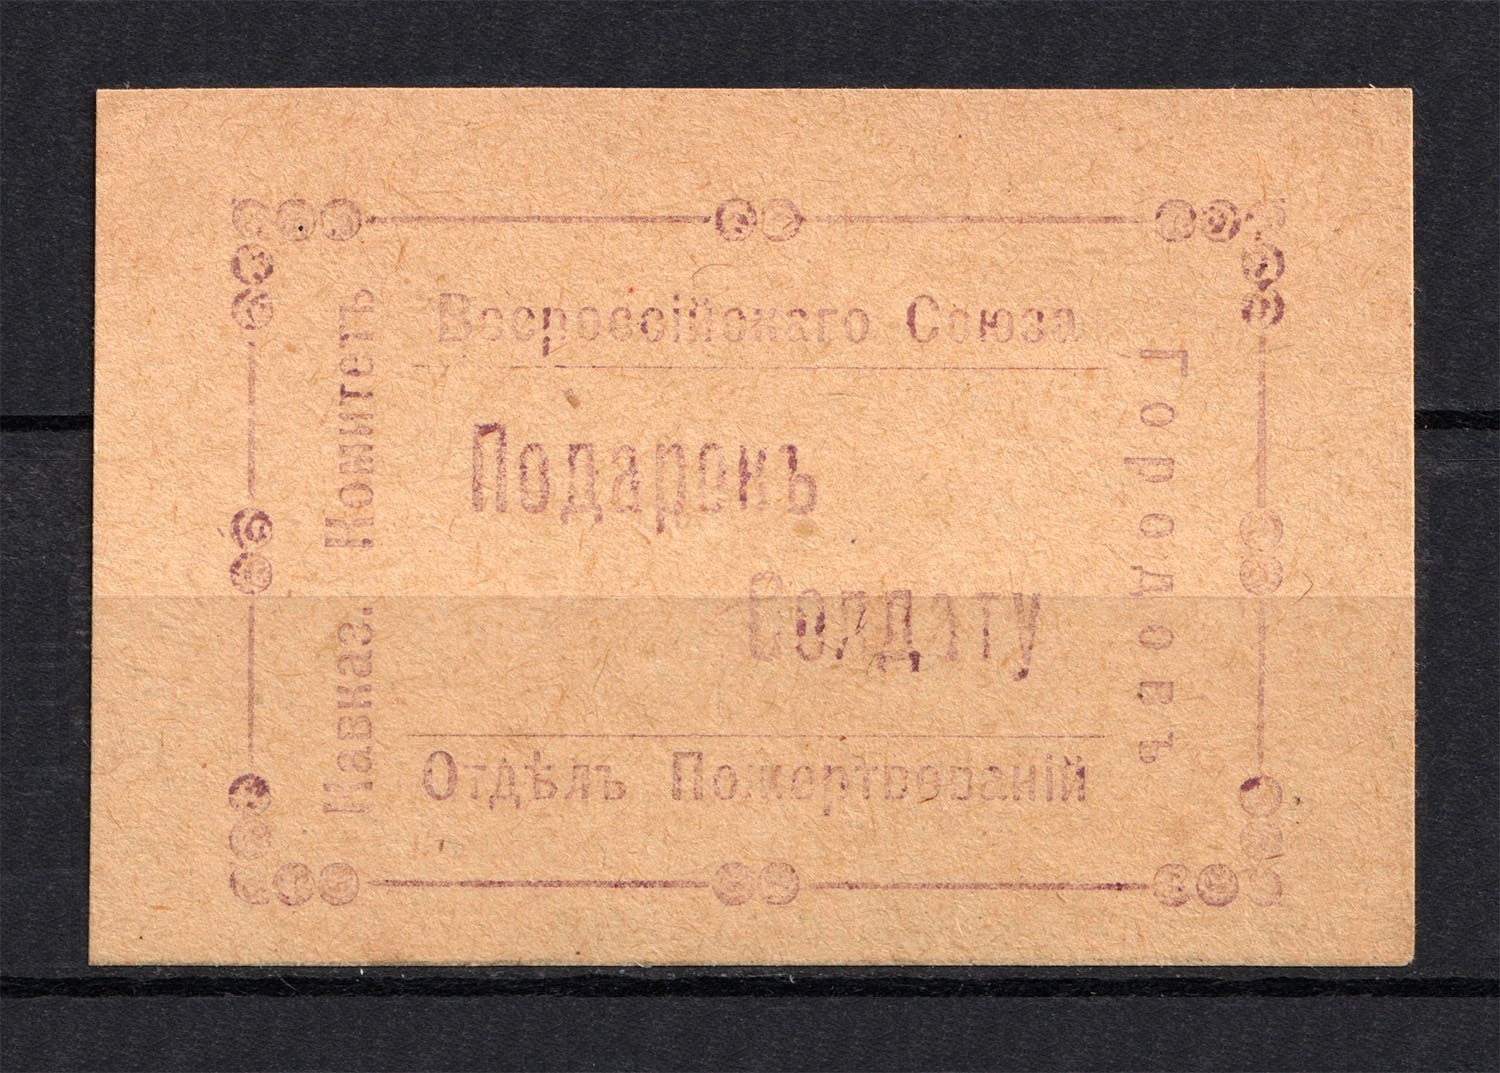 Кавказ. Комитетъ
Всероссійскаго Союза
Городовъ
Подарокъ
Солдату
Отдѣлъ Пожертвованій